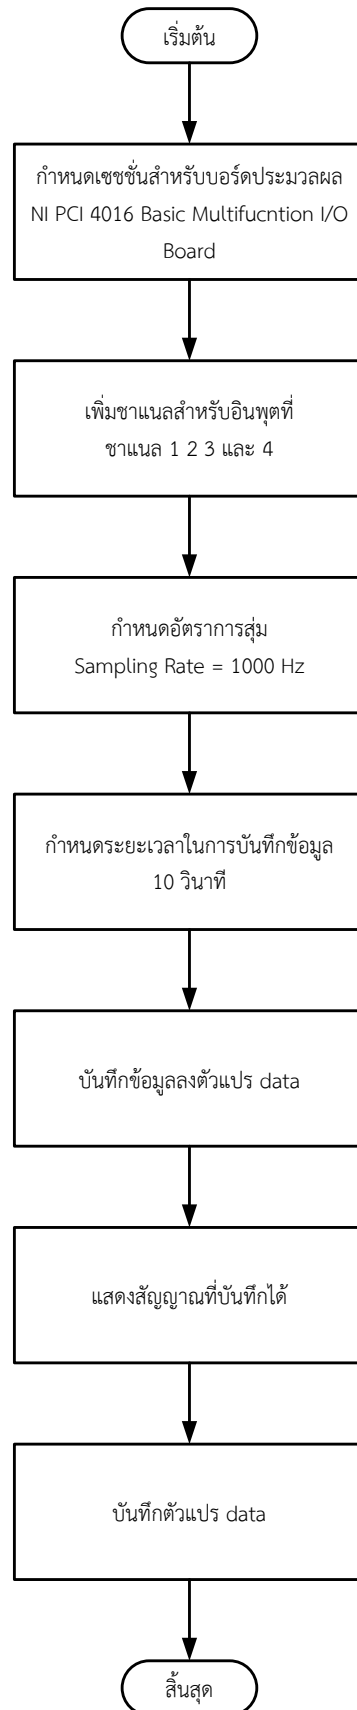 เริ่มต้น
กำหนดเซชชั่นสำหรับบอร์ดประมวลผล
NI PCI 4016 Basic Multifucntion I/O
Board
เพิ่มชาแนลสำหรับอินพุตที่
ชาแนล 1 2 3 และ 4
กำหนดอัตราการสุ่ม
Sampling Rate = 1000 Hz
กำหนดระยะเวลาในการบันทึกข้อมูล
10 วินาที
บันทึกข้อมูลลงตัวแปร data
แสดงสัญญาณที่บันทึกได้
บันทึกตัวแปร data
สิ้นสุด